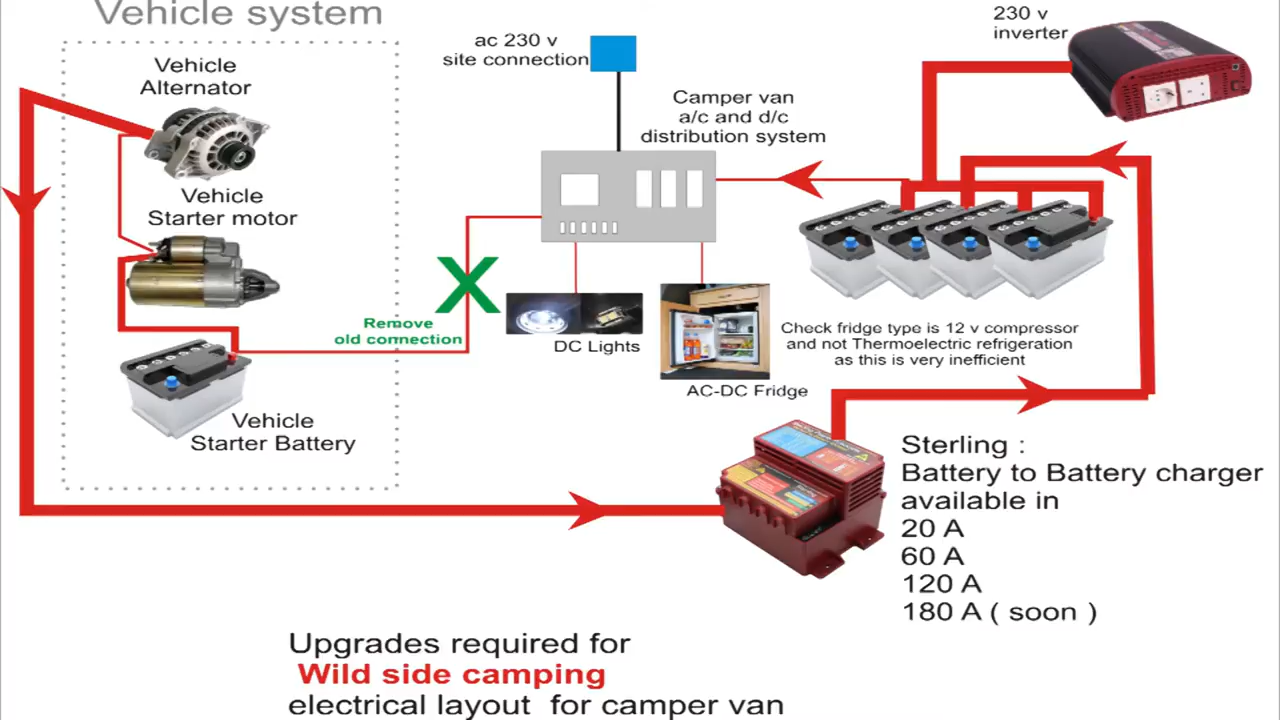 Vehicle system
Vehicle
Alternator
Vehicle
Starter motor
Remove
old connection
Vehicle
Starter Battery
ac 230 v
site connection
Camper van
a/c and d/c
distribution system
230 v
inverter
DC Lights
AC-DC Fridge
Check fridge type is 12 v compressor
and not Thermoelectric refrigeration
as this is very inefficient
Sterling :
Battery to Battery charger
available in
20 A
60 A
120 A
180 A ( soon )
Upgrades required for
Wild side camping
electrical layout for camper van